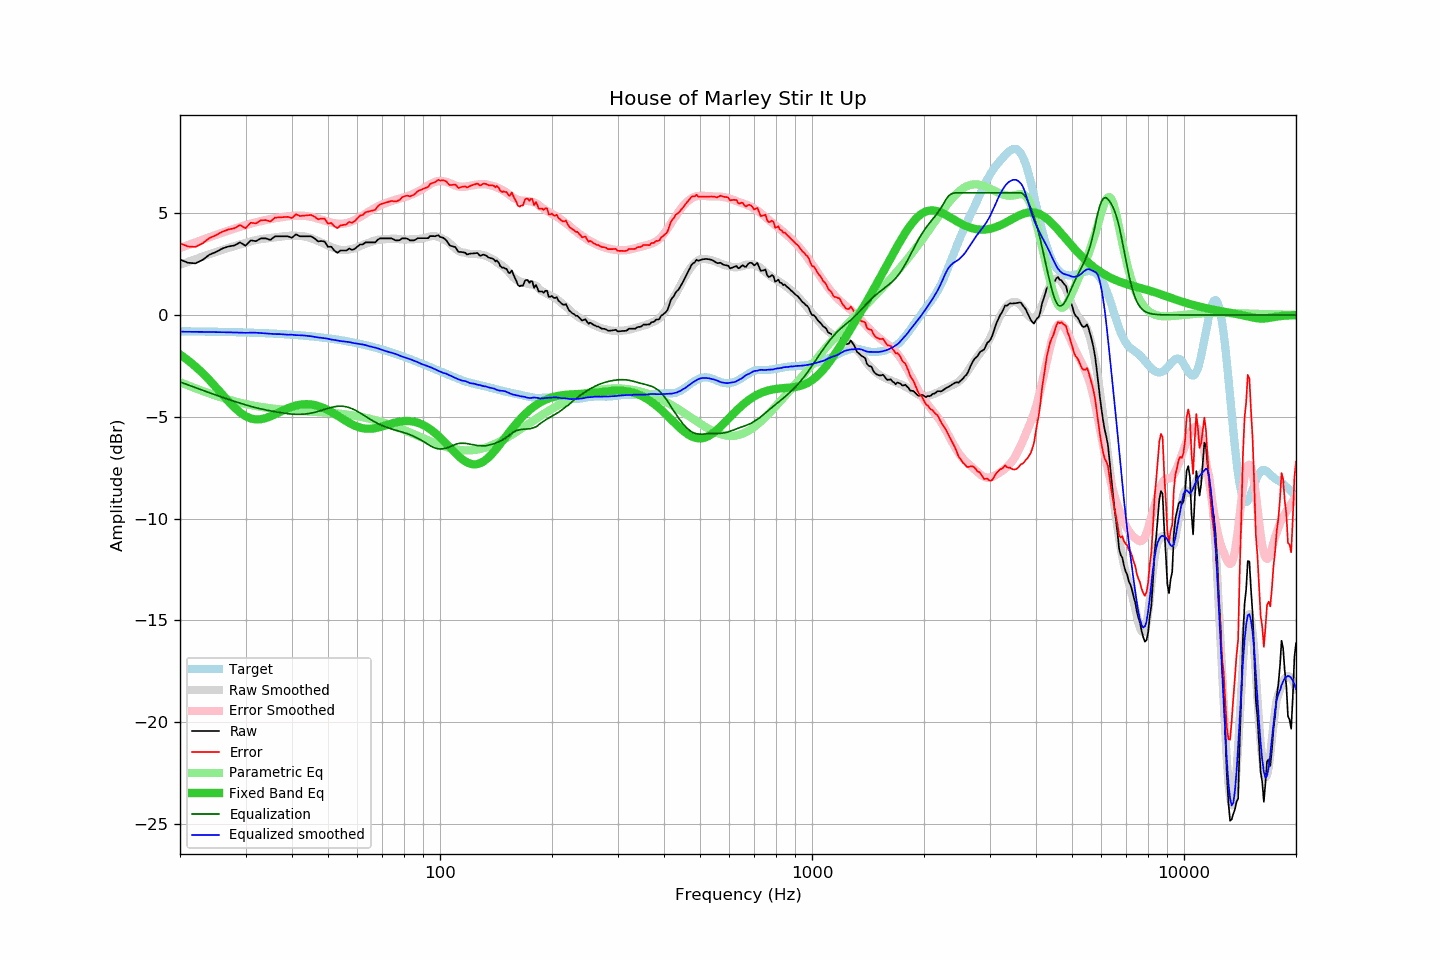 House of Marley Stir It Up
Amplitude (dBr)
5
0
−5
−10
−15
−20
−25
Target
Raw Smoothed
Error Smoothed
Raw
Error
Parametric Eq
Fixed Band Eq
Equalization
Equalized smoothed
100 1000 10000
Frequency (Hz)